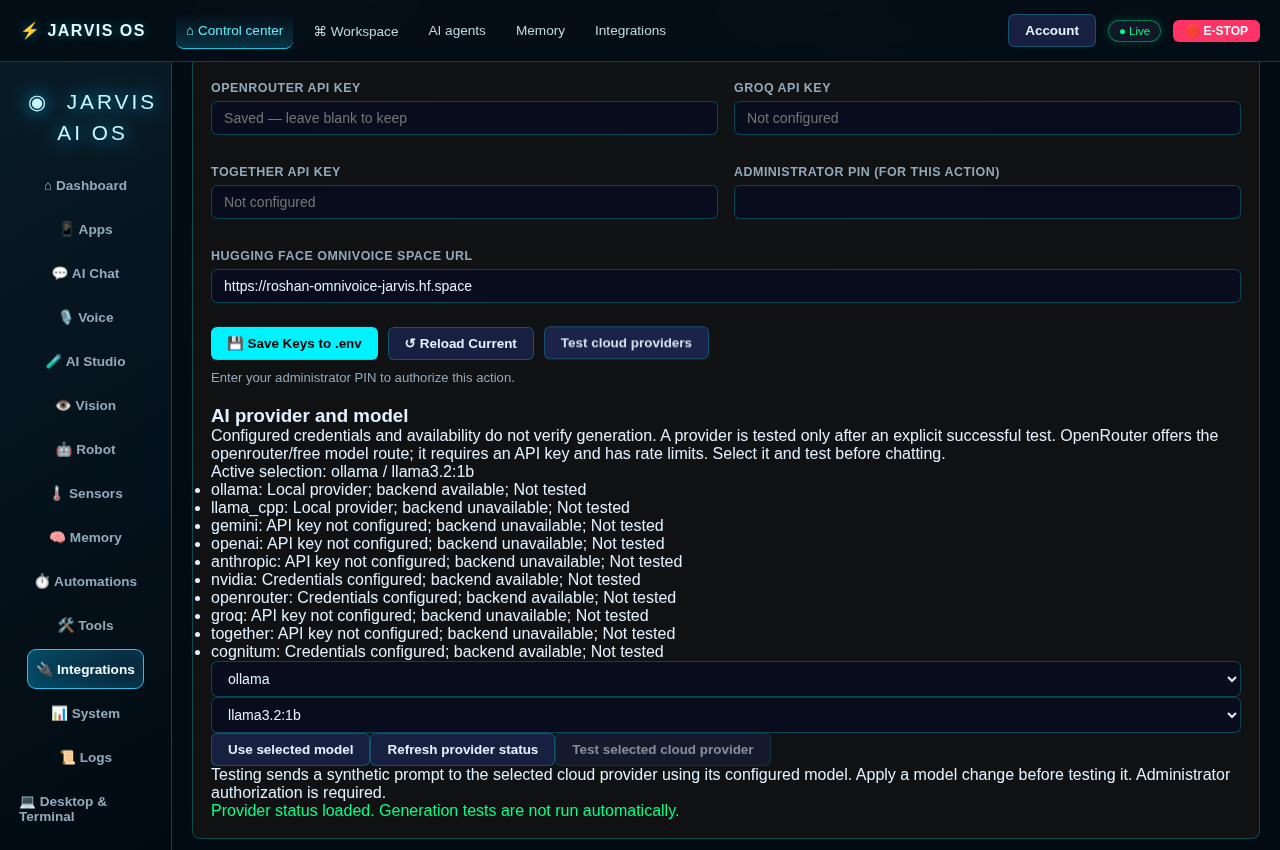 ⚡ JARVIS OS
⌂ Control center
⌘ Workspace
AI agents
Memory
Integrations
Account
● Live
🛑 E-STOP
◉ JARVIS
AI OS
⌂ Dashboard
📱 Apps
💬 AI Chat
🎙️ Voice
🧪 AI Studio
👁️ Vision
🤖 Robot
🌡️ Sensors
🧠 Memory
⏱️ Automations
🛠️ Tools
🔌 Integrations
📊 System
📜 Logs
💻 Desktop &
Terminal
OPENROUTER API KEY
Saved — leave blank to keep
GROQ API KEY
Not configured
TOGETHER API KEY
Not configured
ADMINISTRATOR PIN (FOR THIS ACTION)
HUGGING FACE OMNIVOICE SPACE URL
https://roshan-omnivoice-jarvis.hf.space
💾 Save Keys to .env
↺ Reload Current
Test cloud providers
Enter your administrator PIN to authorize this action.
AI provider and model
Configured credentials and availability do not verify generation. A provider is tested only after an explicit successful test. OpenRouter offers the
openrouter/free model route; it requires an API key and has rate limits. Select it and test before chatting.
Active selection: ollama / llama3.2:1b
• ollama: Local provider; backend available; Not tested
• llama_cpp: Local provider; backend unavailable; Not tested
• gemini: API key not configured; backend unavailable; Not tested
• openai: API key not configured; backend unavailable; Not tested
• anthropic: API key not configured; backend unavailable; Not tested
• nvidia: Credentials configured; backend available; Not tested
• openrouter: Credentials configured; backend available; Not tested
• groq: API key not configured; backend unavailable; Not tested
• together: API key not configured; backend unavailable; Not tested
• cognitum: Credentials configured; backend available; Not tested
ollama
llama3.2:1b
Use selected model
Refresh provider status
Test selected cloud provider
Testing sends a synthetic prompt to the selected cloud provider using its configured model. Apply a model change before testing it. Administrator
authorization is required.
Provider status loaded. Generation tests are not run automatically.